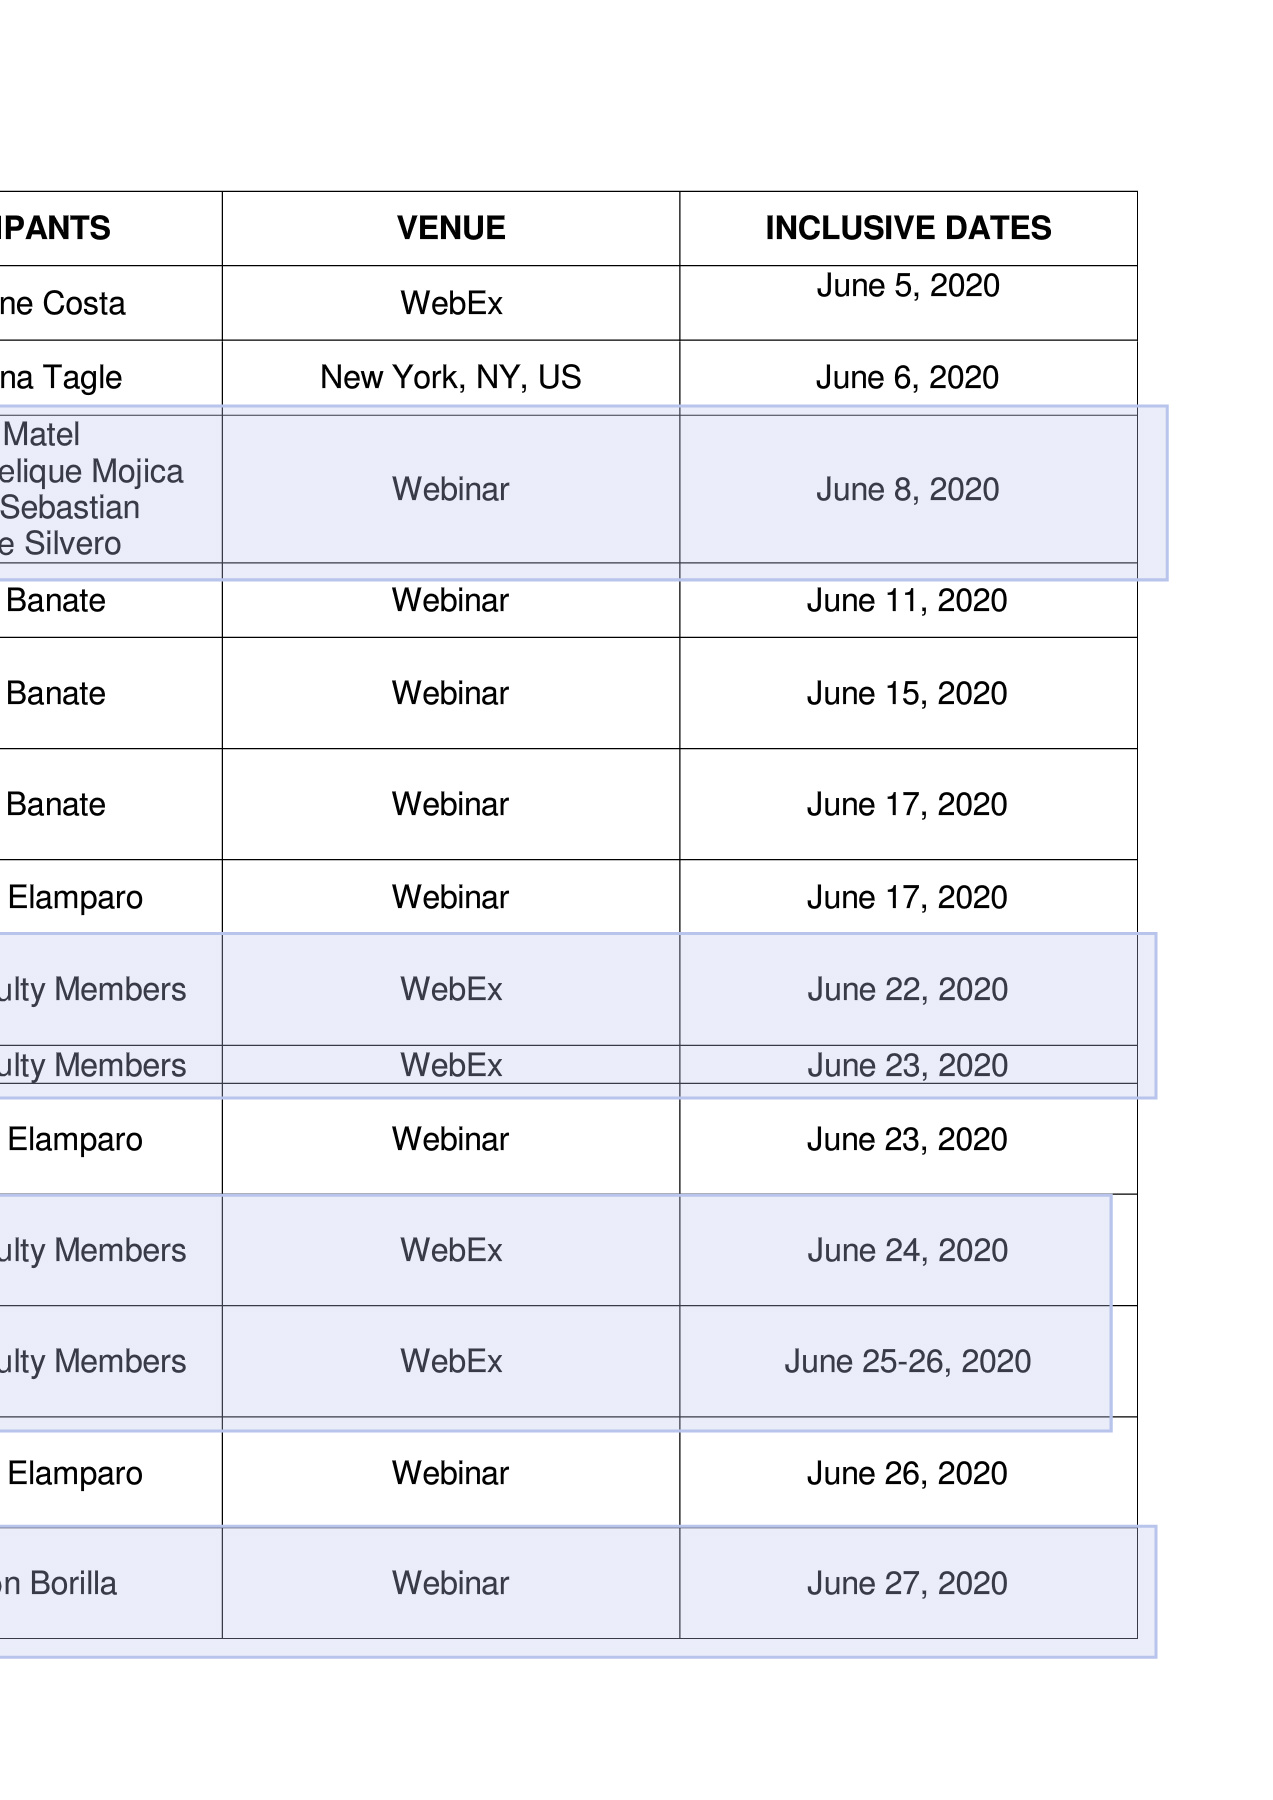 IPANTS VENUE INCLUSIVE DATES
ne Costa WebEx June 5, 2020
na Tagle New York, NY, US June 6, 2020
Matel
elique Mojica
Sebastian
e Silvero
Webinar June 8, 2020
Banate Webinar June 11, 2020
Banate Webinar June 15, 2020
Banate Webinar June 17, 2020
Elamparo Webinar June 17, 2020
ulty Members WebEx June 22, 2020
ulty Members WebEx June 23, 2020
Elamparo Webinar June 23, 2020
ulty Members WebEx June 24, 2020
ulty Members WebEx June 25-26, 2020
Elamparo Webinar June 26, 2020
on Borilla Webinar June 27, 2020